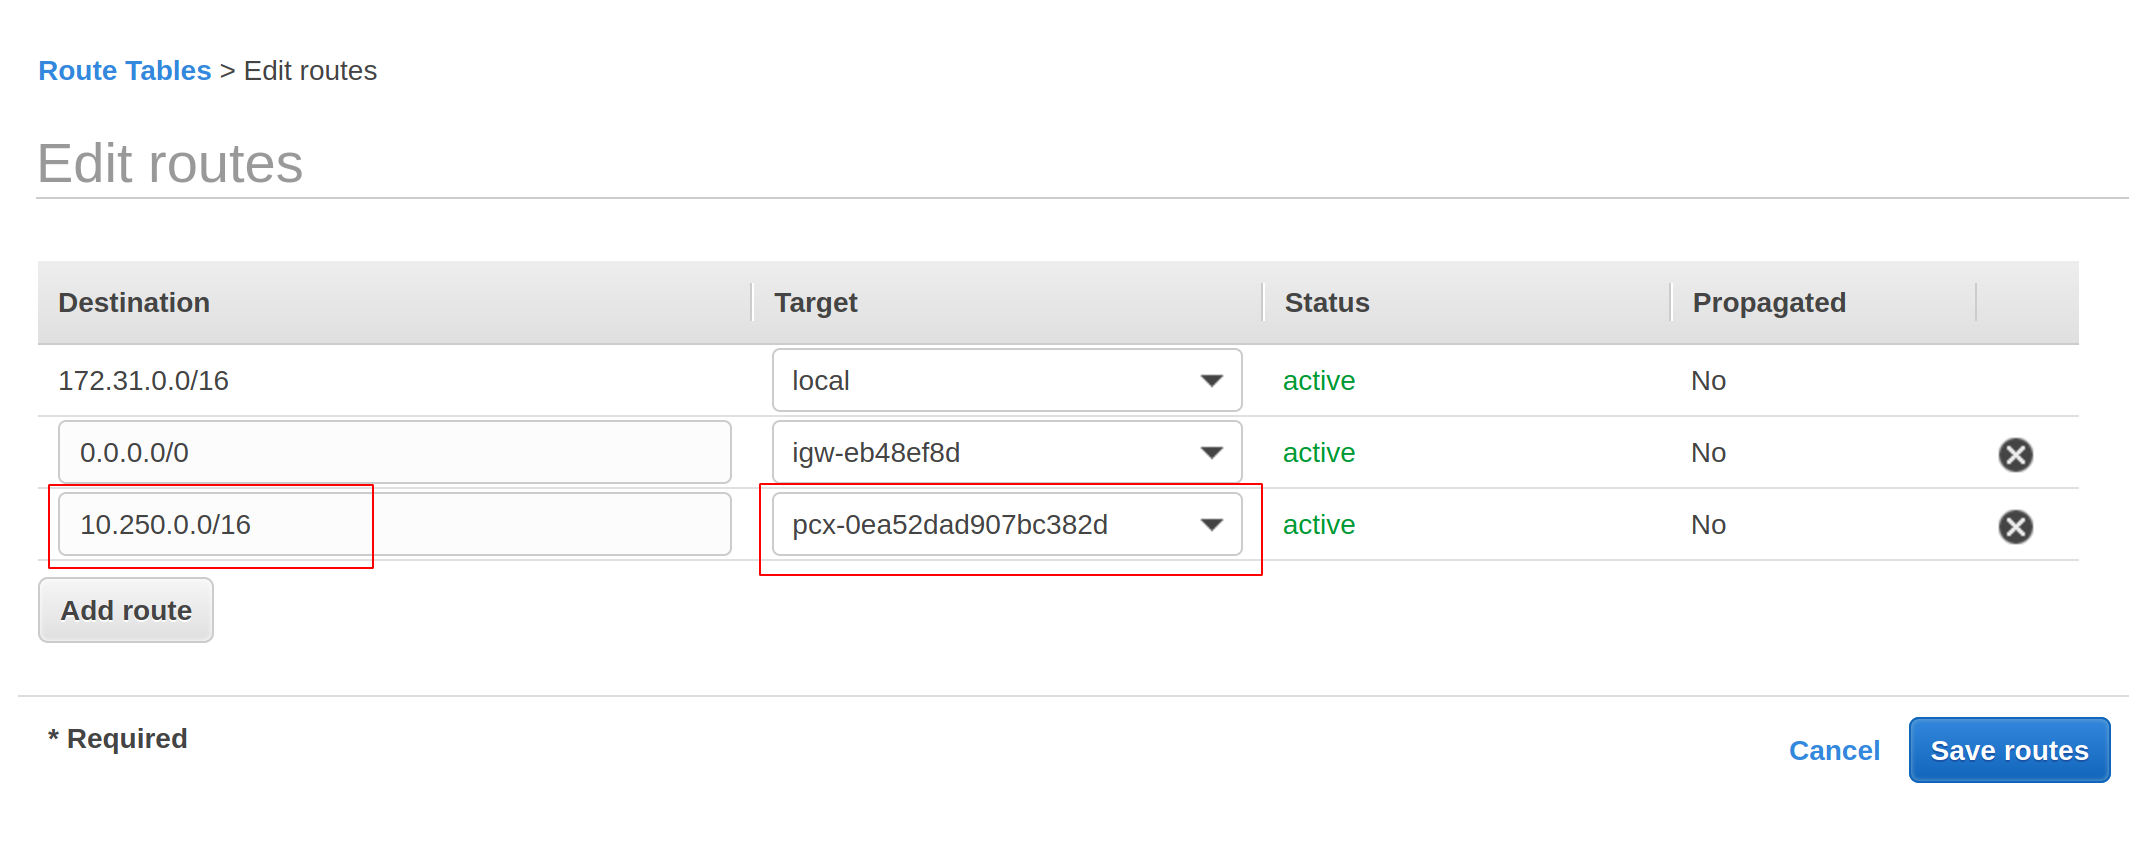 Route Tables > Edit routes
Edit routes
Destination Target Status Propagated
172.31.0.0/16 local active No
0.0.0.0/0 igw-eb48ef8d active No
10.250.0.0/16 pcx-0ea52dad907bc382d active No
Add route
* Required
Cancel Save routes